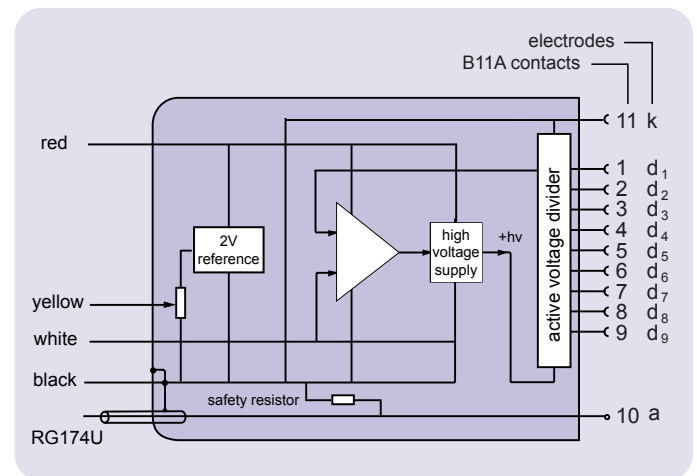 electrodes
B11A contacts
11 k
red
1 d₁
2 d₂
3 d₃
4 d₄
5 d₅
6 d₆
7 d₇
8 d₈
9 d₉
2V
reference
high
voltage
supply
+hv
active voltage divider
yellow
white
black
safety resistor
10 a
RG174U